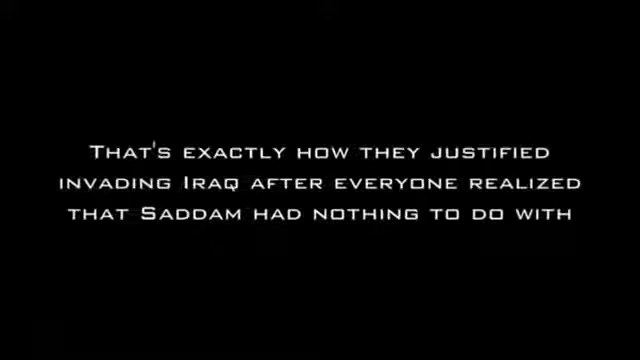 That's exactly how they justified
invading Iraq after everyone realized
that Saddam had nothing to do with